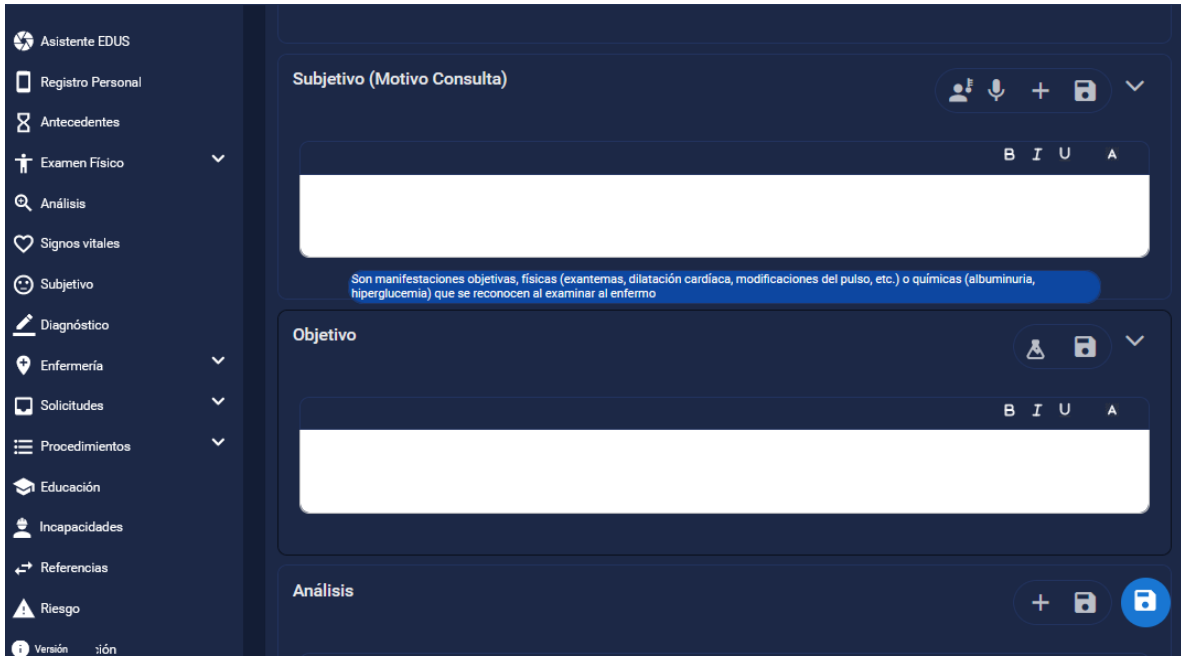 Asistente EDUS
Registro Personal
Antecedentes
Examen Físico
Análisis
Signos vitales
Subjetivo
Diagnóstico
Enfermería
Solicitudes
Procedimientos
Educación
Incapacidades
Referencias
Riesgo
Versión ión
Subjetivo (Motivo Consulta)
B I U A
Son manifestaciones objetivas, físicas (exantemas, dilatación cardíaca, modificaciones del pulso, etc.) o químicas (albuminuria,
hiperglucemia) que se reconocen al examinar al enfermo
Objetivo
B I U A
Análisis